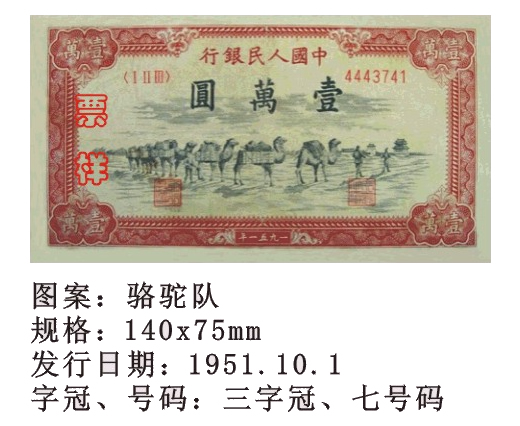 壹萬 壹萬
行銀民人國中
〈I II III〉 4443741
圓萬壹
票样
壹萬 壹萬
年一五九一
图案：骆驼队
规格：140x75mm
发行日期：1951.10.1
字冠、号码：三字冠、七号码